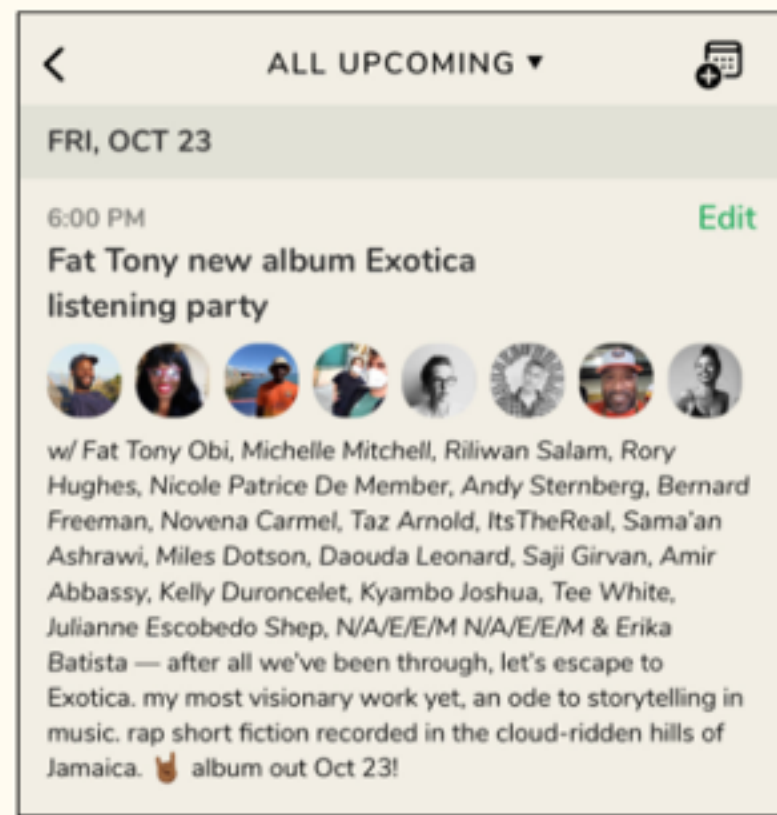 ALL UPCOMING ▼
FRI, OCT 23
6:00 PM
Edit
Fat Tony new album Exotica
listening party
w/ Fat Tony Obi, Michelle Mitchell, Riliwan Salam, Rory
Hughes, Nicole Patrice De Member, Andy Sternberg, Bernard
Freeman, Novena Carmel, Taz Arnold, ItsTheReal, Sama'an
Ashrawi, Miles Dotson, Daouda Leonard, Saji Girvan, Amir
Abbassy, Kelly Duroncelet, Kyambo Joshua, Tee White,
Julianne Escobedo Shep, N/A/E/E/M N/A/E/E/M & Erika
Batista — after all we've been through, let's escape to
Exotica. my most visionary work yet, an ode to storytelling in
music. rap short fiction recorded in the cloud-ridden hills of
Jamaica. 🤘🏾 album out Oct 23!